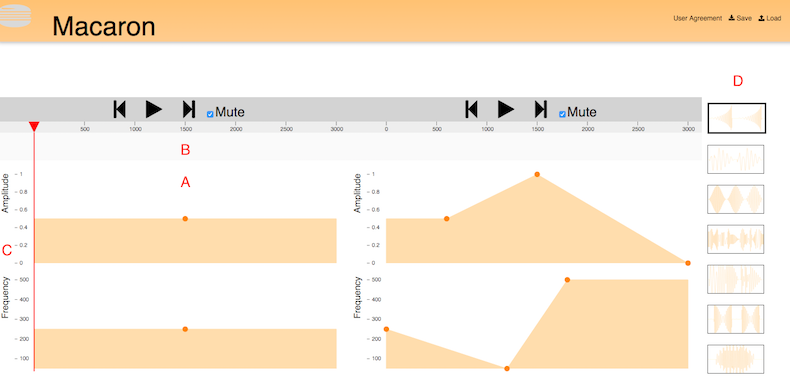 Macaron
User Agreement Save Load
D
Mute Mute
500 1000 1500 2000 2500 3000 0 500 1000 1500 2000 2500 3000
B
A
Amplitude
1
0.8
0.6
0.4
0.2
0
C
Frequency
500
400
300
200
100
Amplitude
1
0.8
0.6
0.4
0.2
0
Frequency
500
400
300
200
100